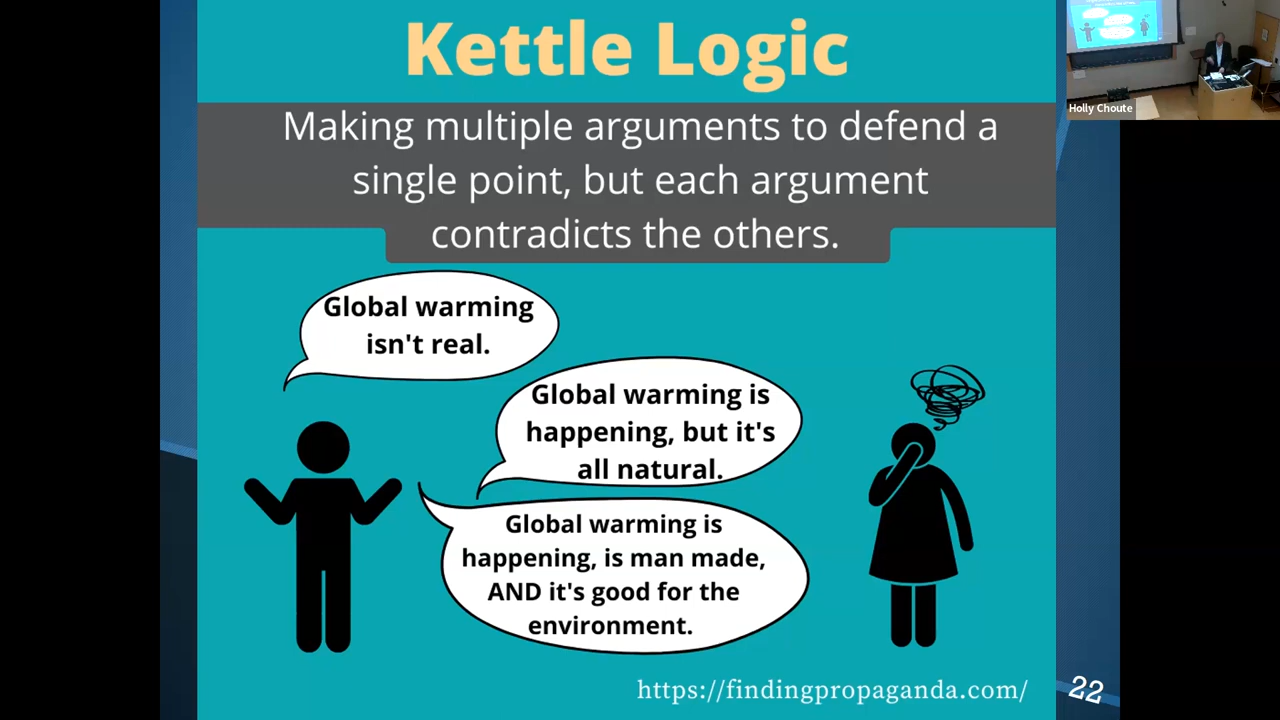 Kettle Logic
Making multiple arguments to defend a
single point, but each argument
contradicts the others.
Global warming
isn't real.
Global warming is
happening, but it's
all natural.
Global warming is
happening, is man made,
AND it's good for the
environment.
https://findingpropaganda.com/
22
Holly Choute